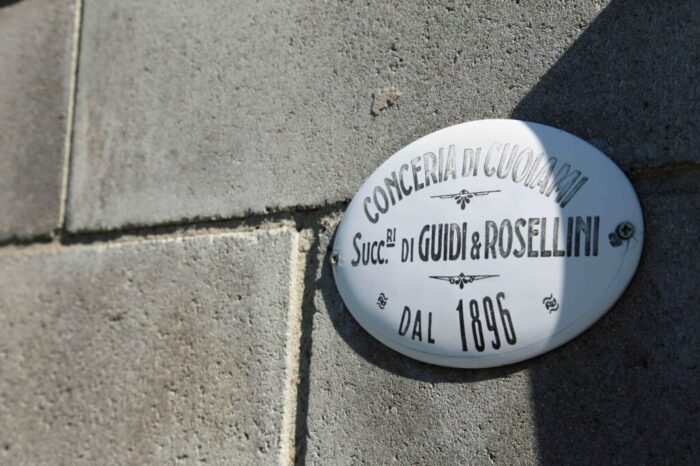 CONCERIA DI CUOIAMI
SUCC.RI DI GUIDI & ROSELLINI
DAL 1896